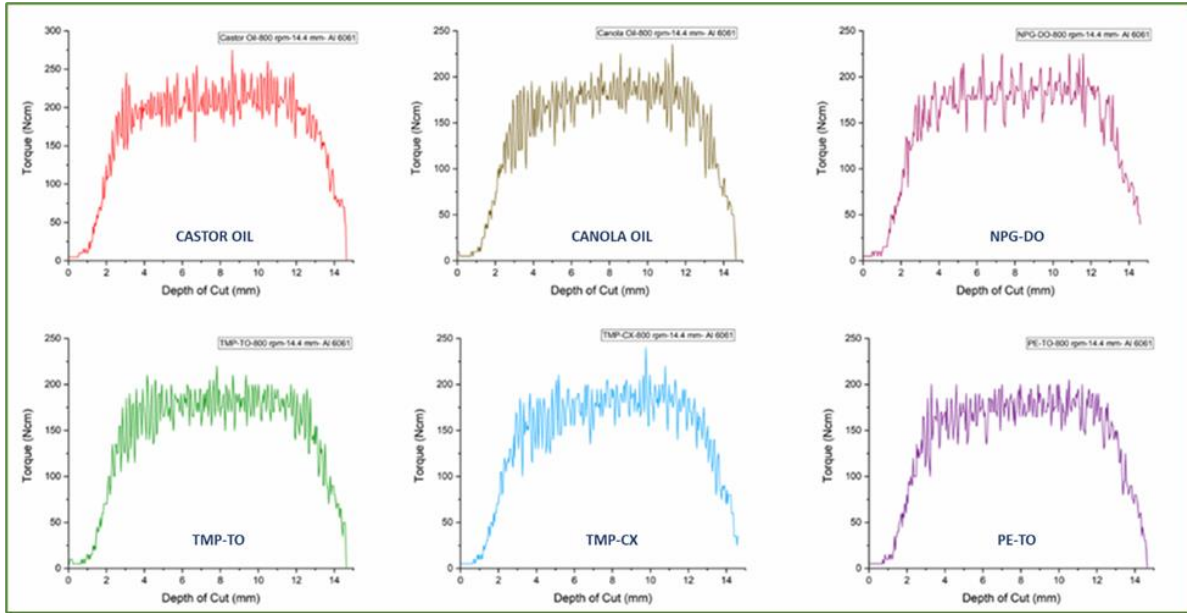 Castor Oil-800 rpm-14.4 mm- Al 6061
300
250
200
150
100
50
0
Torque (Ncm)
0 2 4 6 8 10 12 14
Depth of Cut (mm)
CASTOR OIL
Canola Oil-800 rpm-14.4 mm- Al 6061
250
200
150
100
50
0
Torque (Ncm)
0 2 4 6 8 10 12 14
Depth of Cut (mm)
CANOLA OIL
NPG-DO-800 rpm-14.4 mm- Al 6061
250
200
150
100
50
0
Torque (Ncm)
0 2 4 6 8 10 12 14
Depth of Cut (mm)
NPG-DO
TMP-TO-800 rpm-14.4 mm- Al 6061
250
200
150
100
50
0
Torque (Ncm)
0 2 4 6 8 10 12 14
Depth of Cut (mm)
TMP-TO
TMP-CX-800 rpm-14.4 mm- Al 6061
250
200
150
100
50
0
Torque (Ncm)
0 2 4 6 8 10 12 14
Depth of Cut (mm)
TMP-CX
PE-TO-800 rpm-14.4 mm- Al 6061
250
200
150
100
50
0
Torque (Ncm)
0 2 4 6 8 10 12 14
Depth of Cut (mm)
PE-TO